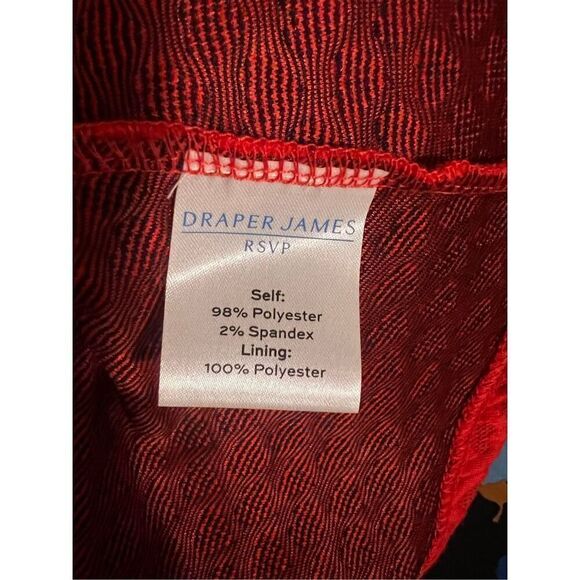 DRAPER JAMES
RSVP
Self:
98% Polyester
2% Spandex
Lining:
100% Polyester